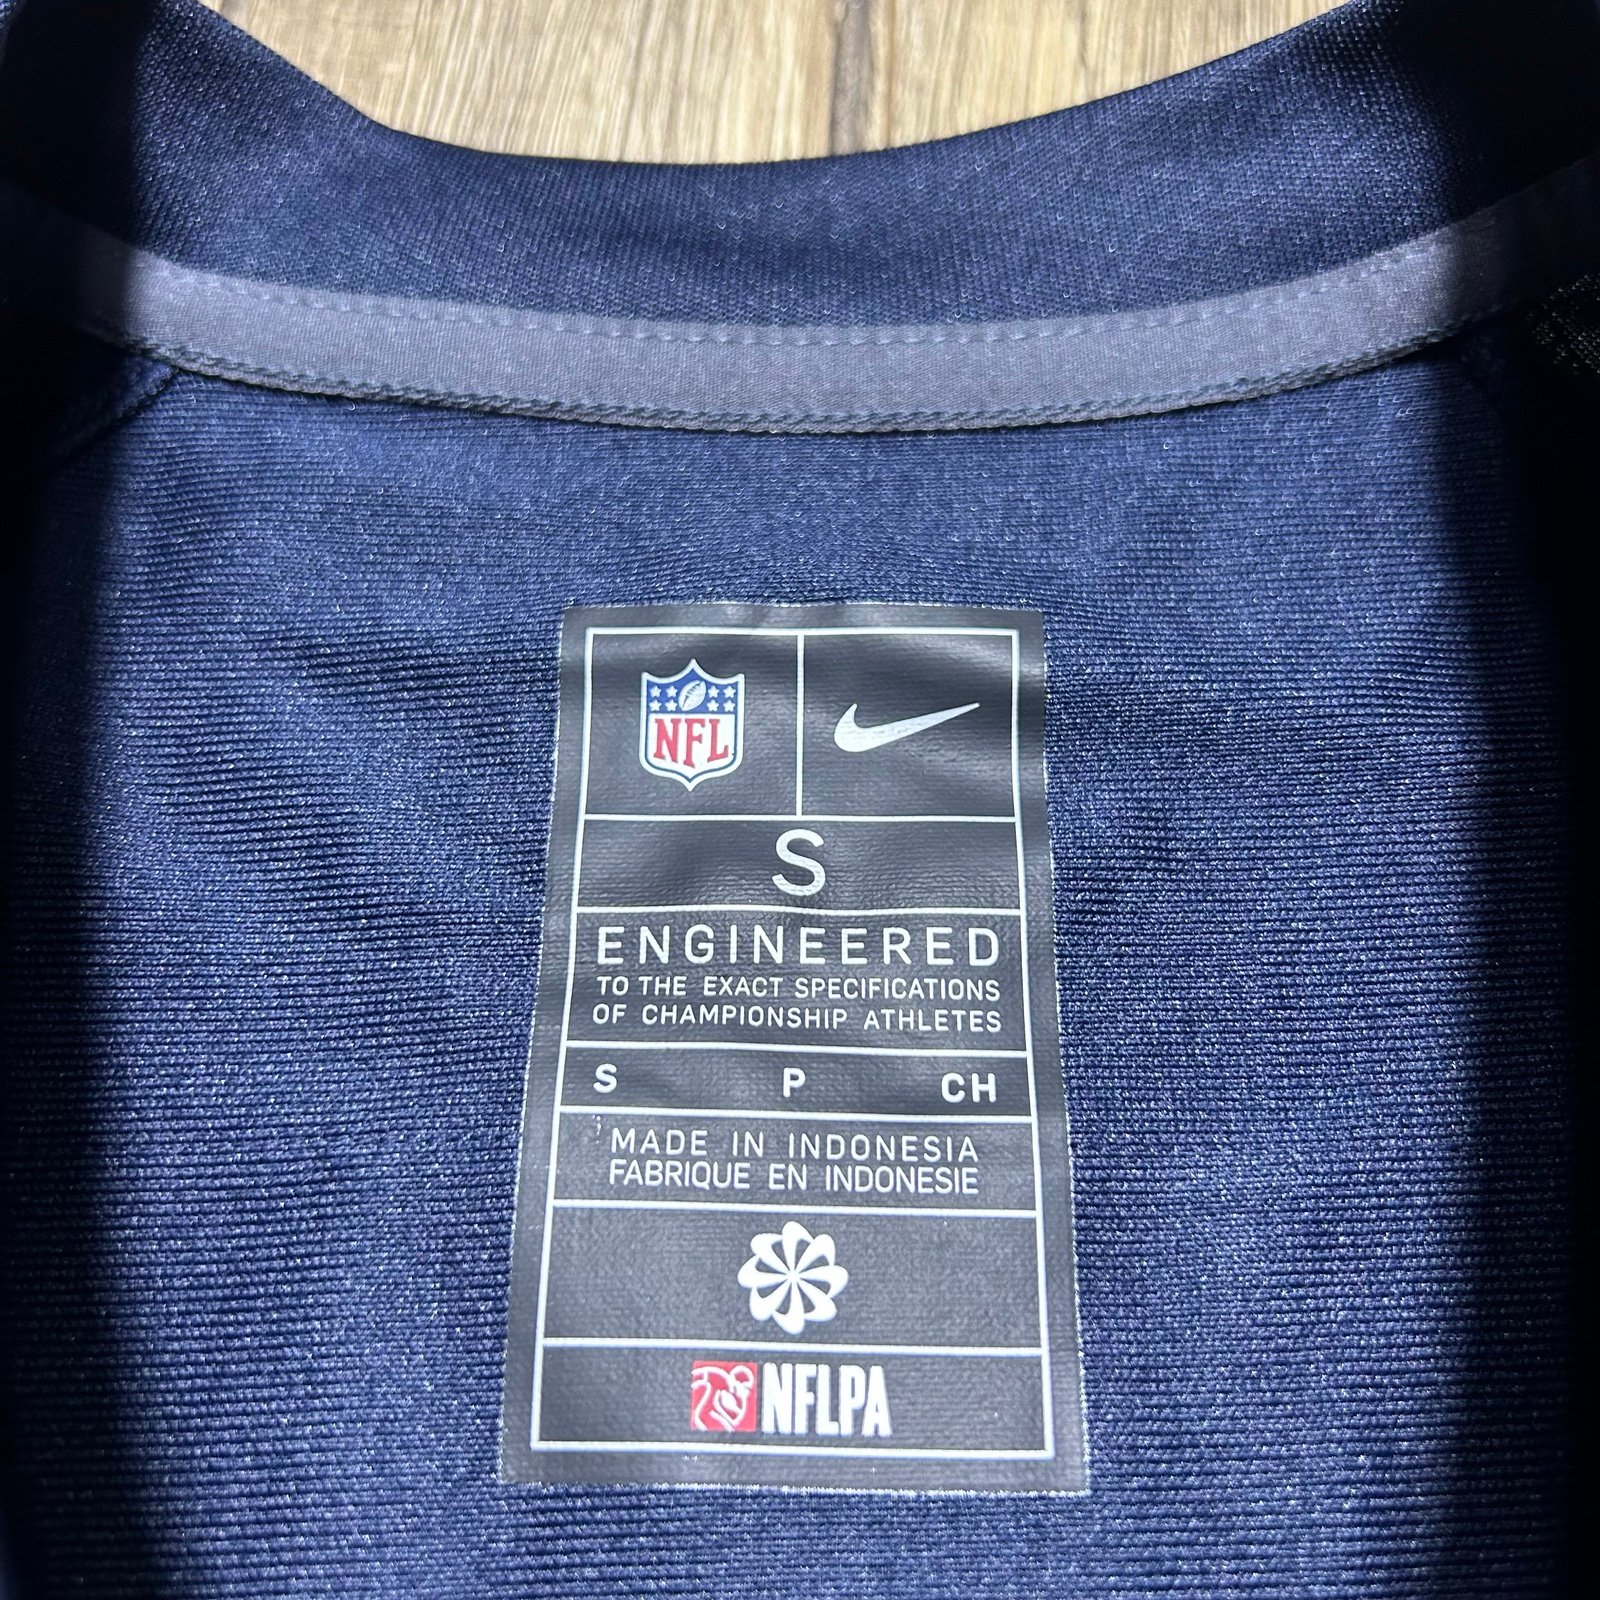 NFL
S
ENGINEERED
TO THE EXACT SPECIFICATIONS
OF CHAMPIONSHIP ATHLETES
S P CH
MADE IN INDONESIA
FABRIQUE EN INDONESIE
NFLPA